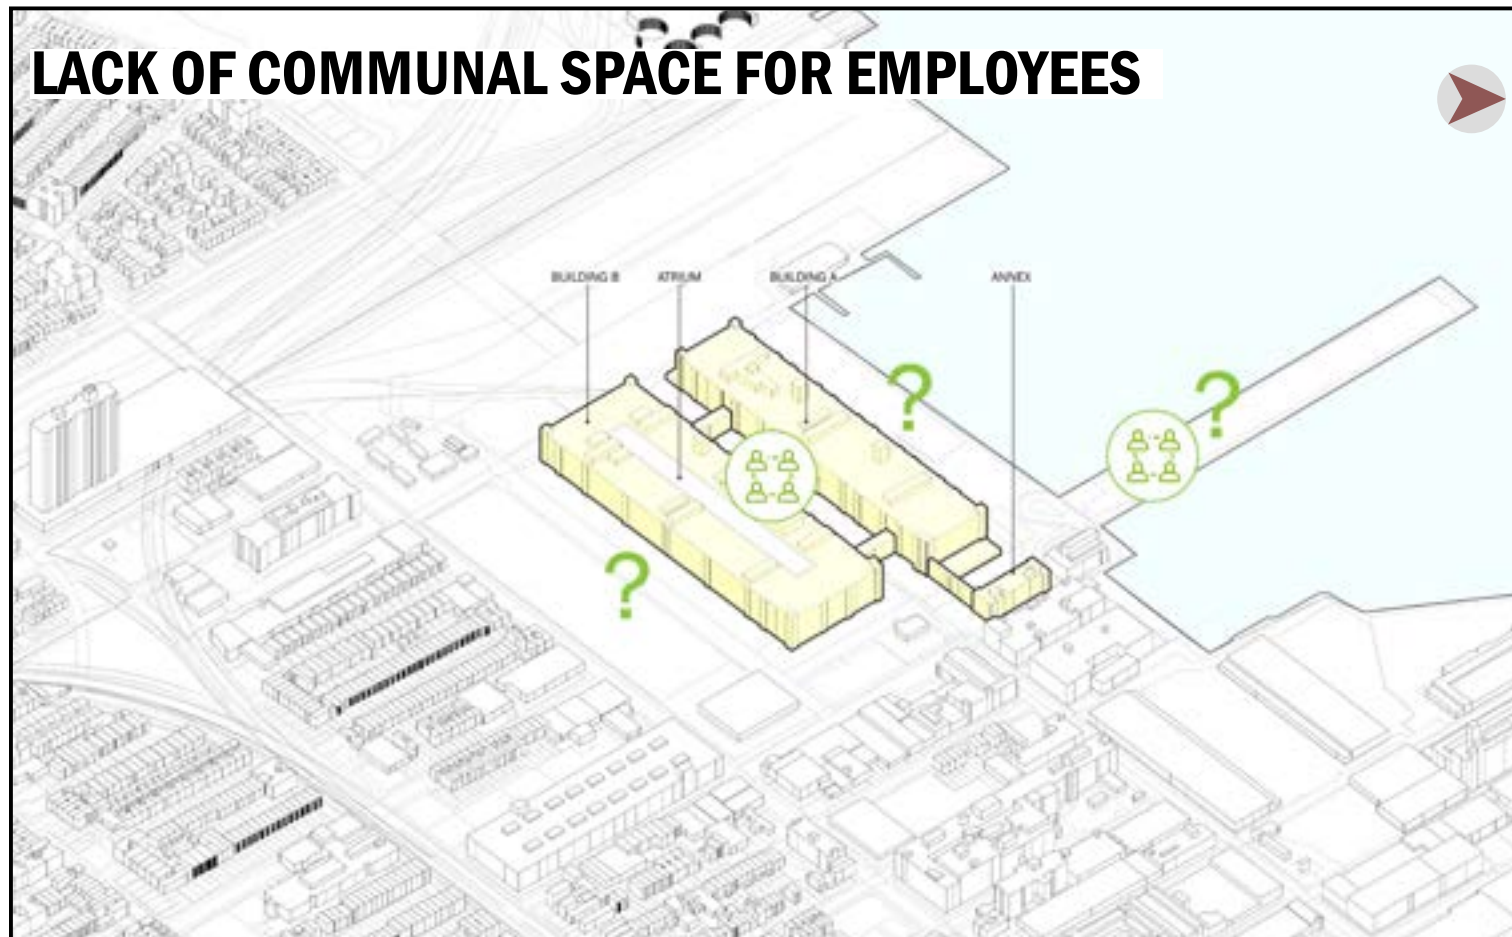 LACK OF COMMUNAL SPACE FOR EMPLOYEES
BUILDING B
ATRIUM
BUILDING A
ANNEX
?
?
?